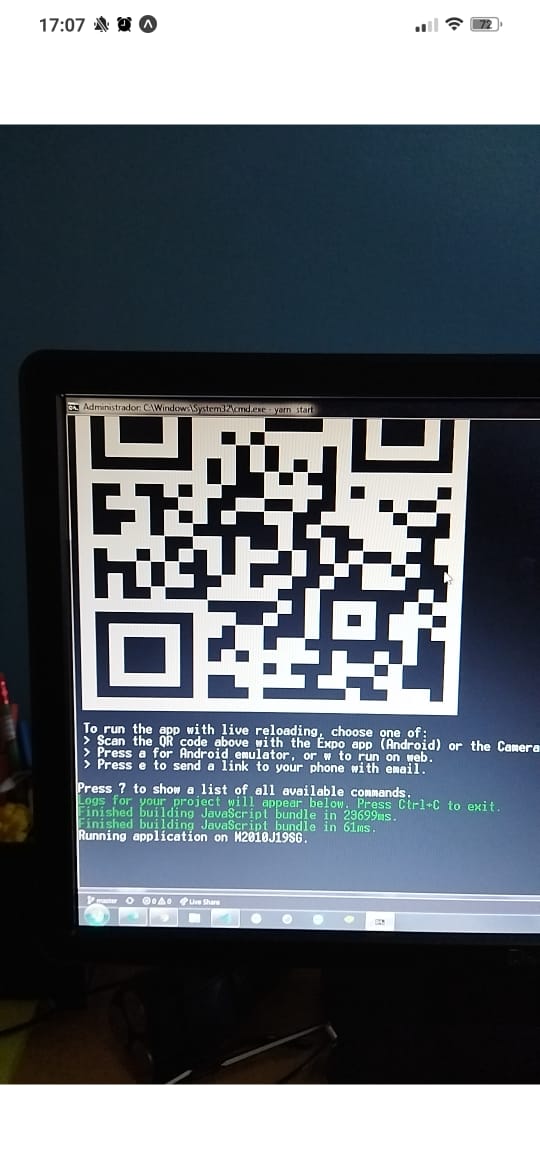 17:07
72
Administrador: C:\Windows\System32\cmd.exe - yarn start
To run the app with live reloading, choose one of:
> Scan the QR code above with the Expo app (Android) or the Camera
> Press a for Android emulator, or w to run on web.
> Press e to send a link to your phone with email.
Press ? to show a list of all available commands.
Logs for your project will appear below. Press Ctrl+C to exit.
Finished building JavaScript bundle in 23699ms.
Finished building JavaScript bundle in 61ms.
Running application on M2010J19SG.
master 0 0 Live Share